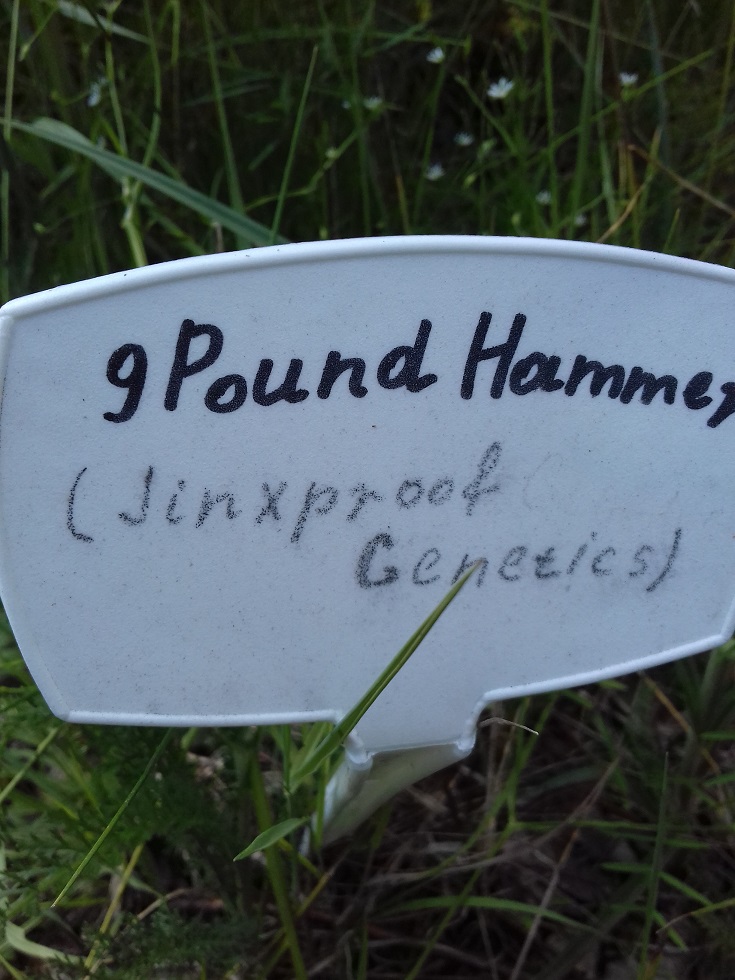 9 Pound Hammer
(Jinxproof
Genetics)